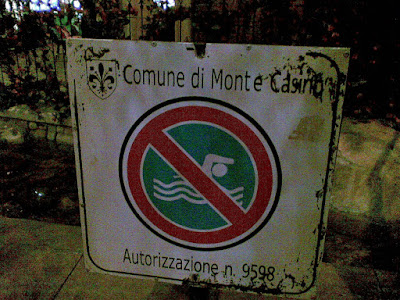 Comune di Monte Casino
Autorizzazione n. 9598